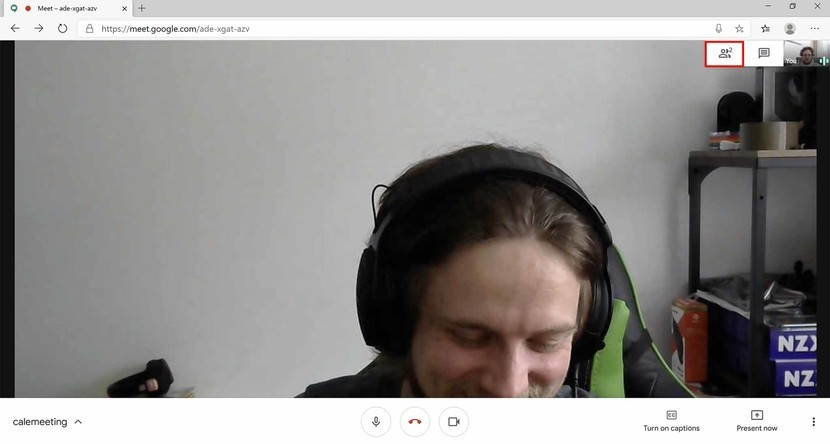 Meet – ade-xgat-azv
https://meet.google.com/ade-xgat-azv
2
You
NZX
NZ
calemeeting
Turn on captions
Present now